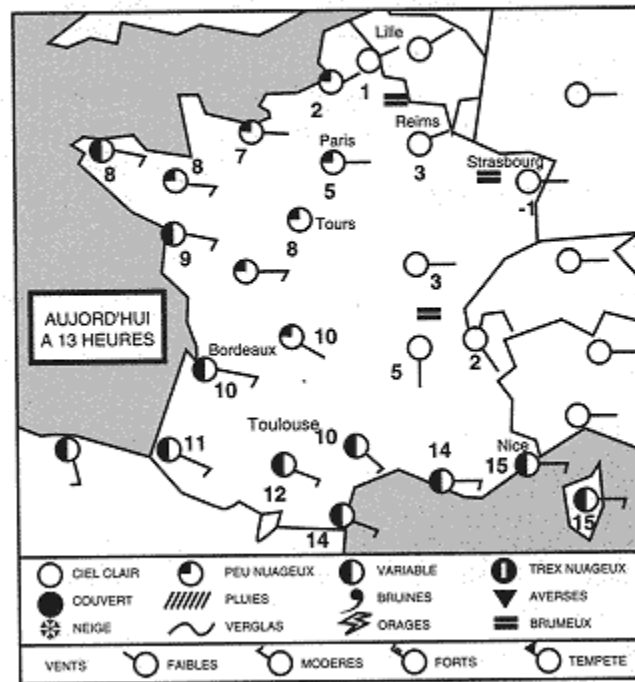 Lille
2
1
Reims
7
Paris
3
8
8
5
Strasbourg
-1
Tours
8
9
3
AUJOURD'HUI
A 13 HEURES
10
Bordeaux
10
5
2
Toulouse
11
10
14
Nice
15
12
14
15
CIEL CLAIR
PEU NUAGEUX
VARIABLE
TREX NUAGEUX
COUVERT
PLUIES
BRUINES
AVERSES
NEIGE
VERGLAS
ORAGES
BRUMEUX
VENTS
FAIBLES
MODERES
FORTS
TEMPETE